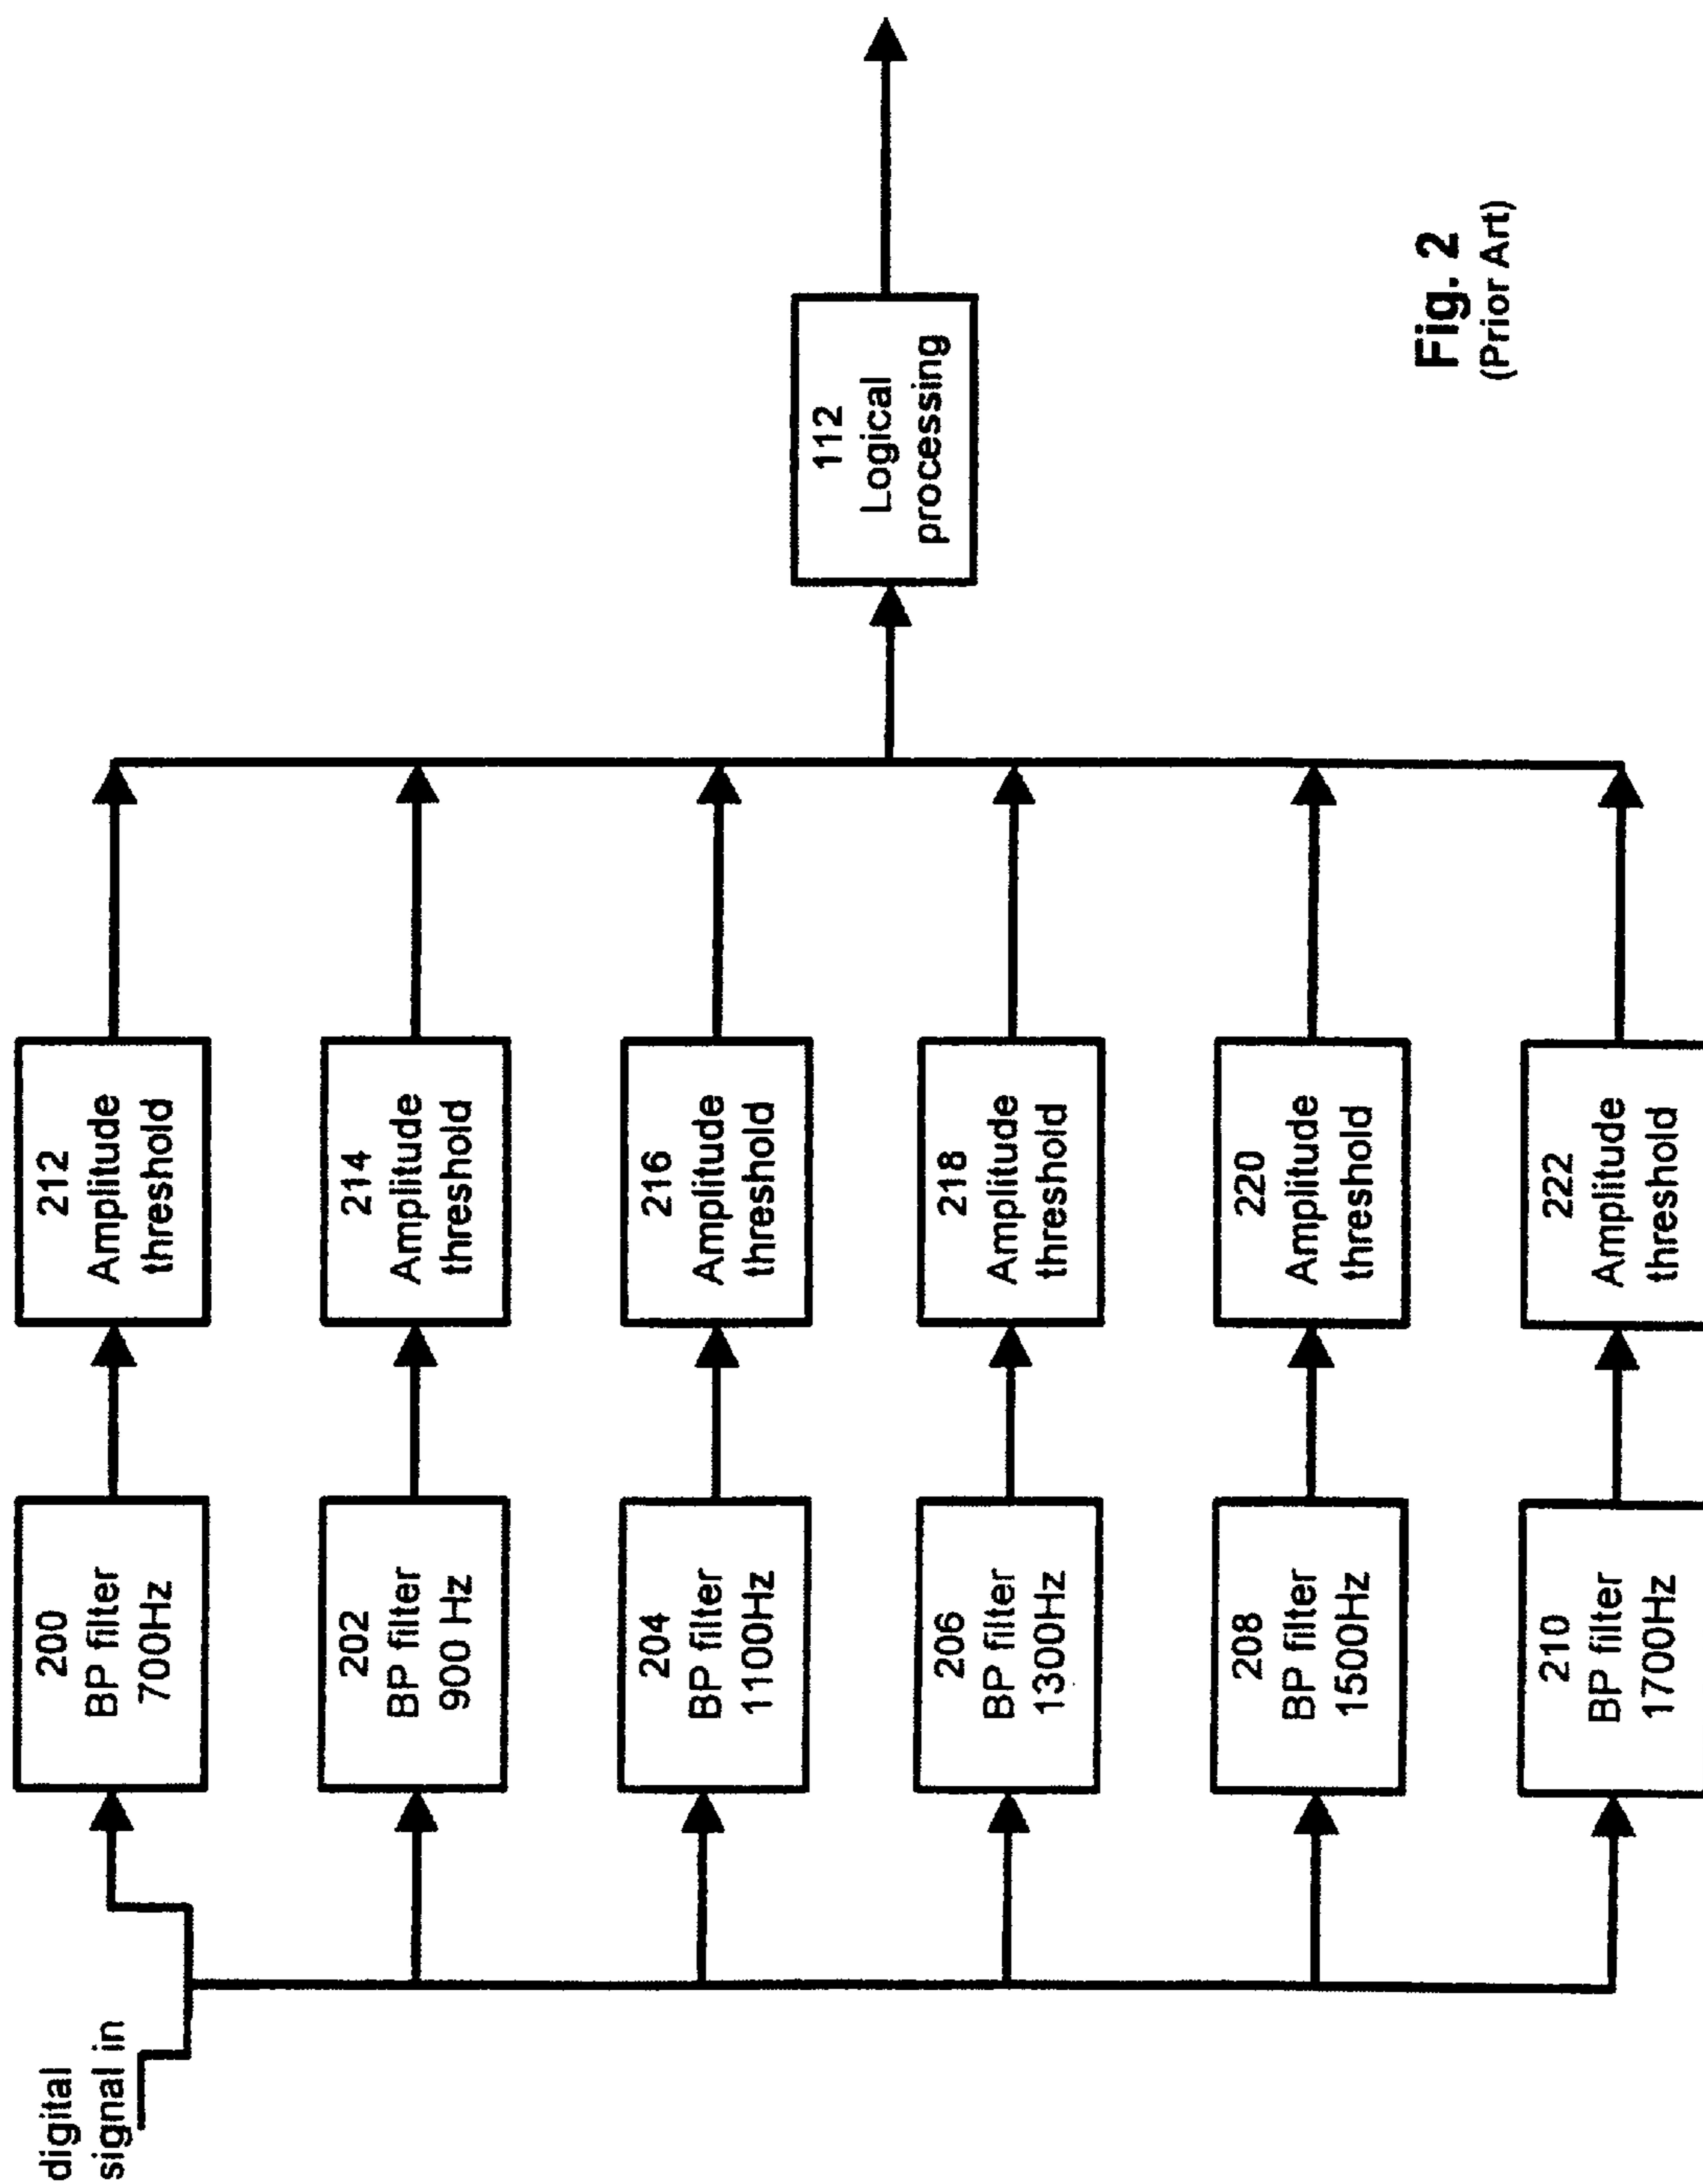 digital
signal in
200
BP filter
700Hz
212
Amplitude
threshold
202
BP filter
900 Hz
214
Amplitude
threshold
204
BP filter
1100Hz
216
Amplitude
threshold
112
Logical
processing
206
BP filter
1300Hz
218
Amplitude
threshold
208
BP filter
1500Hz
220
Amplitude
threshold
210
BP filter
1700Hz
222
Amplitude
threshold
Fig. 2
(Prior Art)